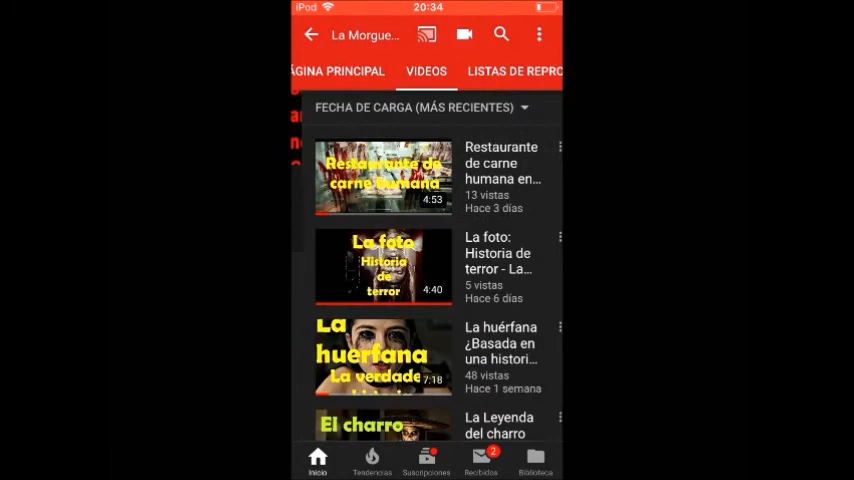 iPod 20:34
La Morgue...
ÁGINA PRINCIPAL VIDEOS LISTAS DE REPRO
FECHA DE CARGA (MÁS RECIENTES)
Restaurante de
carne humana
4:53
Restaurante
de carne
humana en...
13 vistas
Hace 3 días
La foto
Historia
de
terror
4:40
La foto:
Historia de
terror - La...
5 vistas
Hace 6 días
La
huerfana
La verdade
7:18
La huérfana
¿Basada en
una histori...
48 vistas
Hace 1 semana
El charro
La Leyenda
del charro
Inicio Tendencias Suscripciones Recibidos 2 Biblioteca